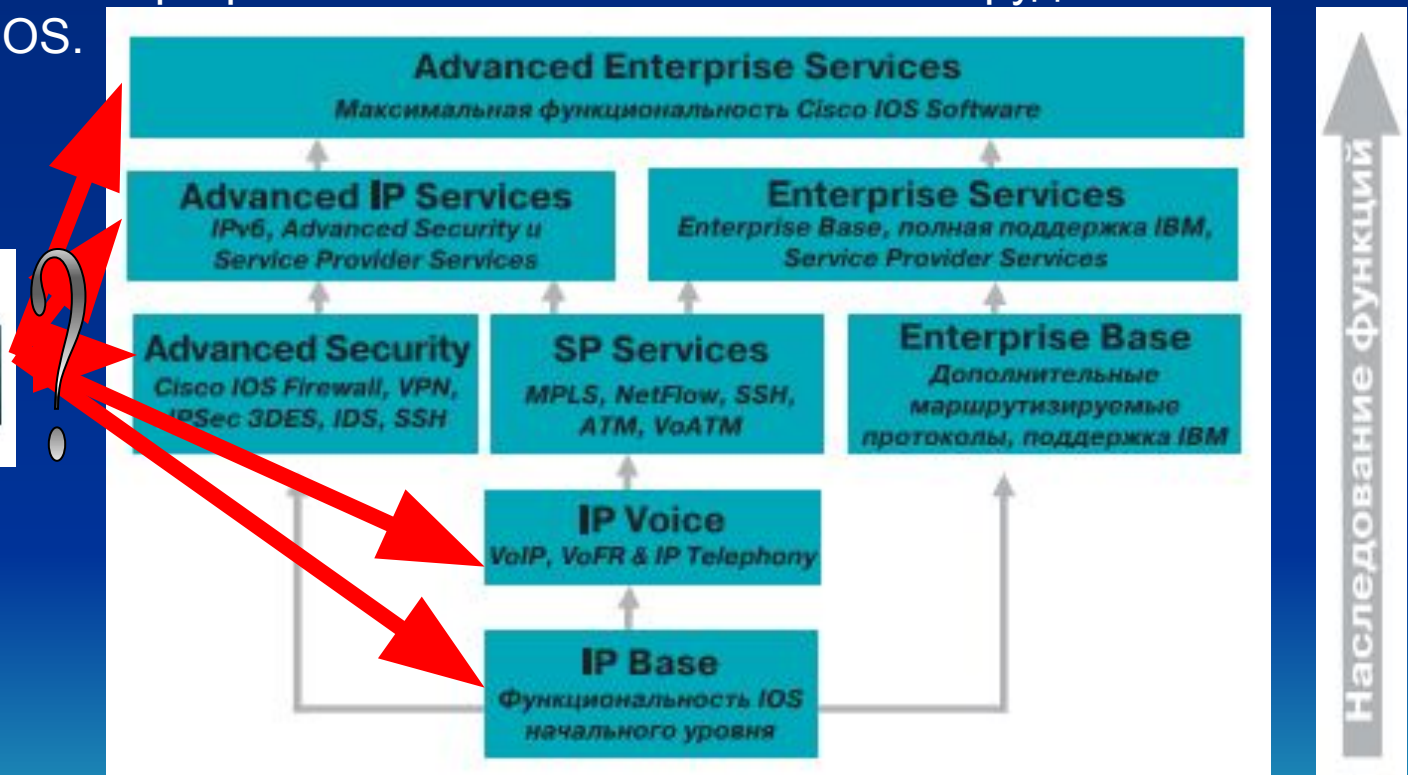 OS.
Advanced Enterprise Services
Максимальная функциональность Cisco IOS Software
Advanced IP Services
IPv6, Advanced Security и
Service Provider Services
Enterprise Services
Enterprise Base, полная поддержка IBM,
Service Provider Services
Advanced Security
Cisco IOS Firewall, VPN,
IPSec 3DES, IDS, SSH
SP Services
MPLS, NetFlow, SSH,
ATM, VoATM
Enterprise Base
Дополнительные
маршрутизируемые
протоколы, поддержка IBM
IP Voice
VoIP, VoFR & IP Telephony
IP Base
Функциональность IOS
начального уровня
Наследование функций
?